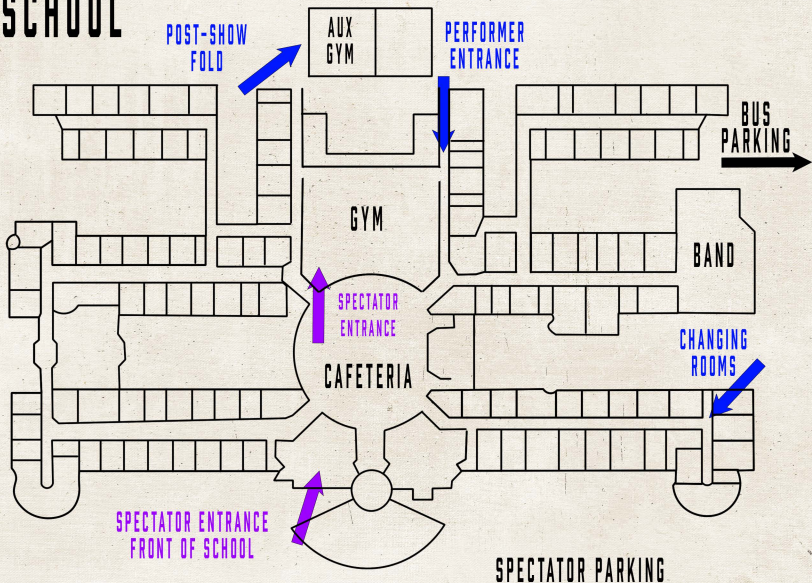 SCHOOL
POST-SHOW
FOLD
AUX
GYM
PERFORMER
ENTRANCE
BUS
PARKING
GYM
BAND
SPECTATOR
ENTRANCE
CAFETERIA
CHANGING
ROOMS
SPECTATOR ENTRANCE
FRONT OF SCHOOL
SPECTATOR PARKING